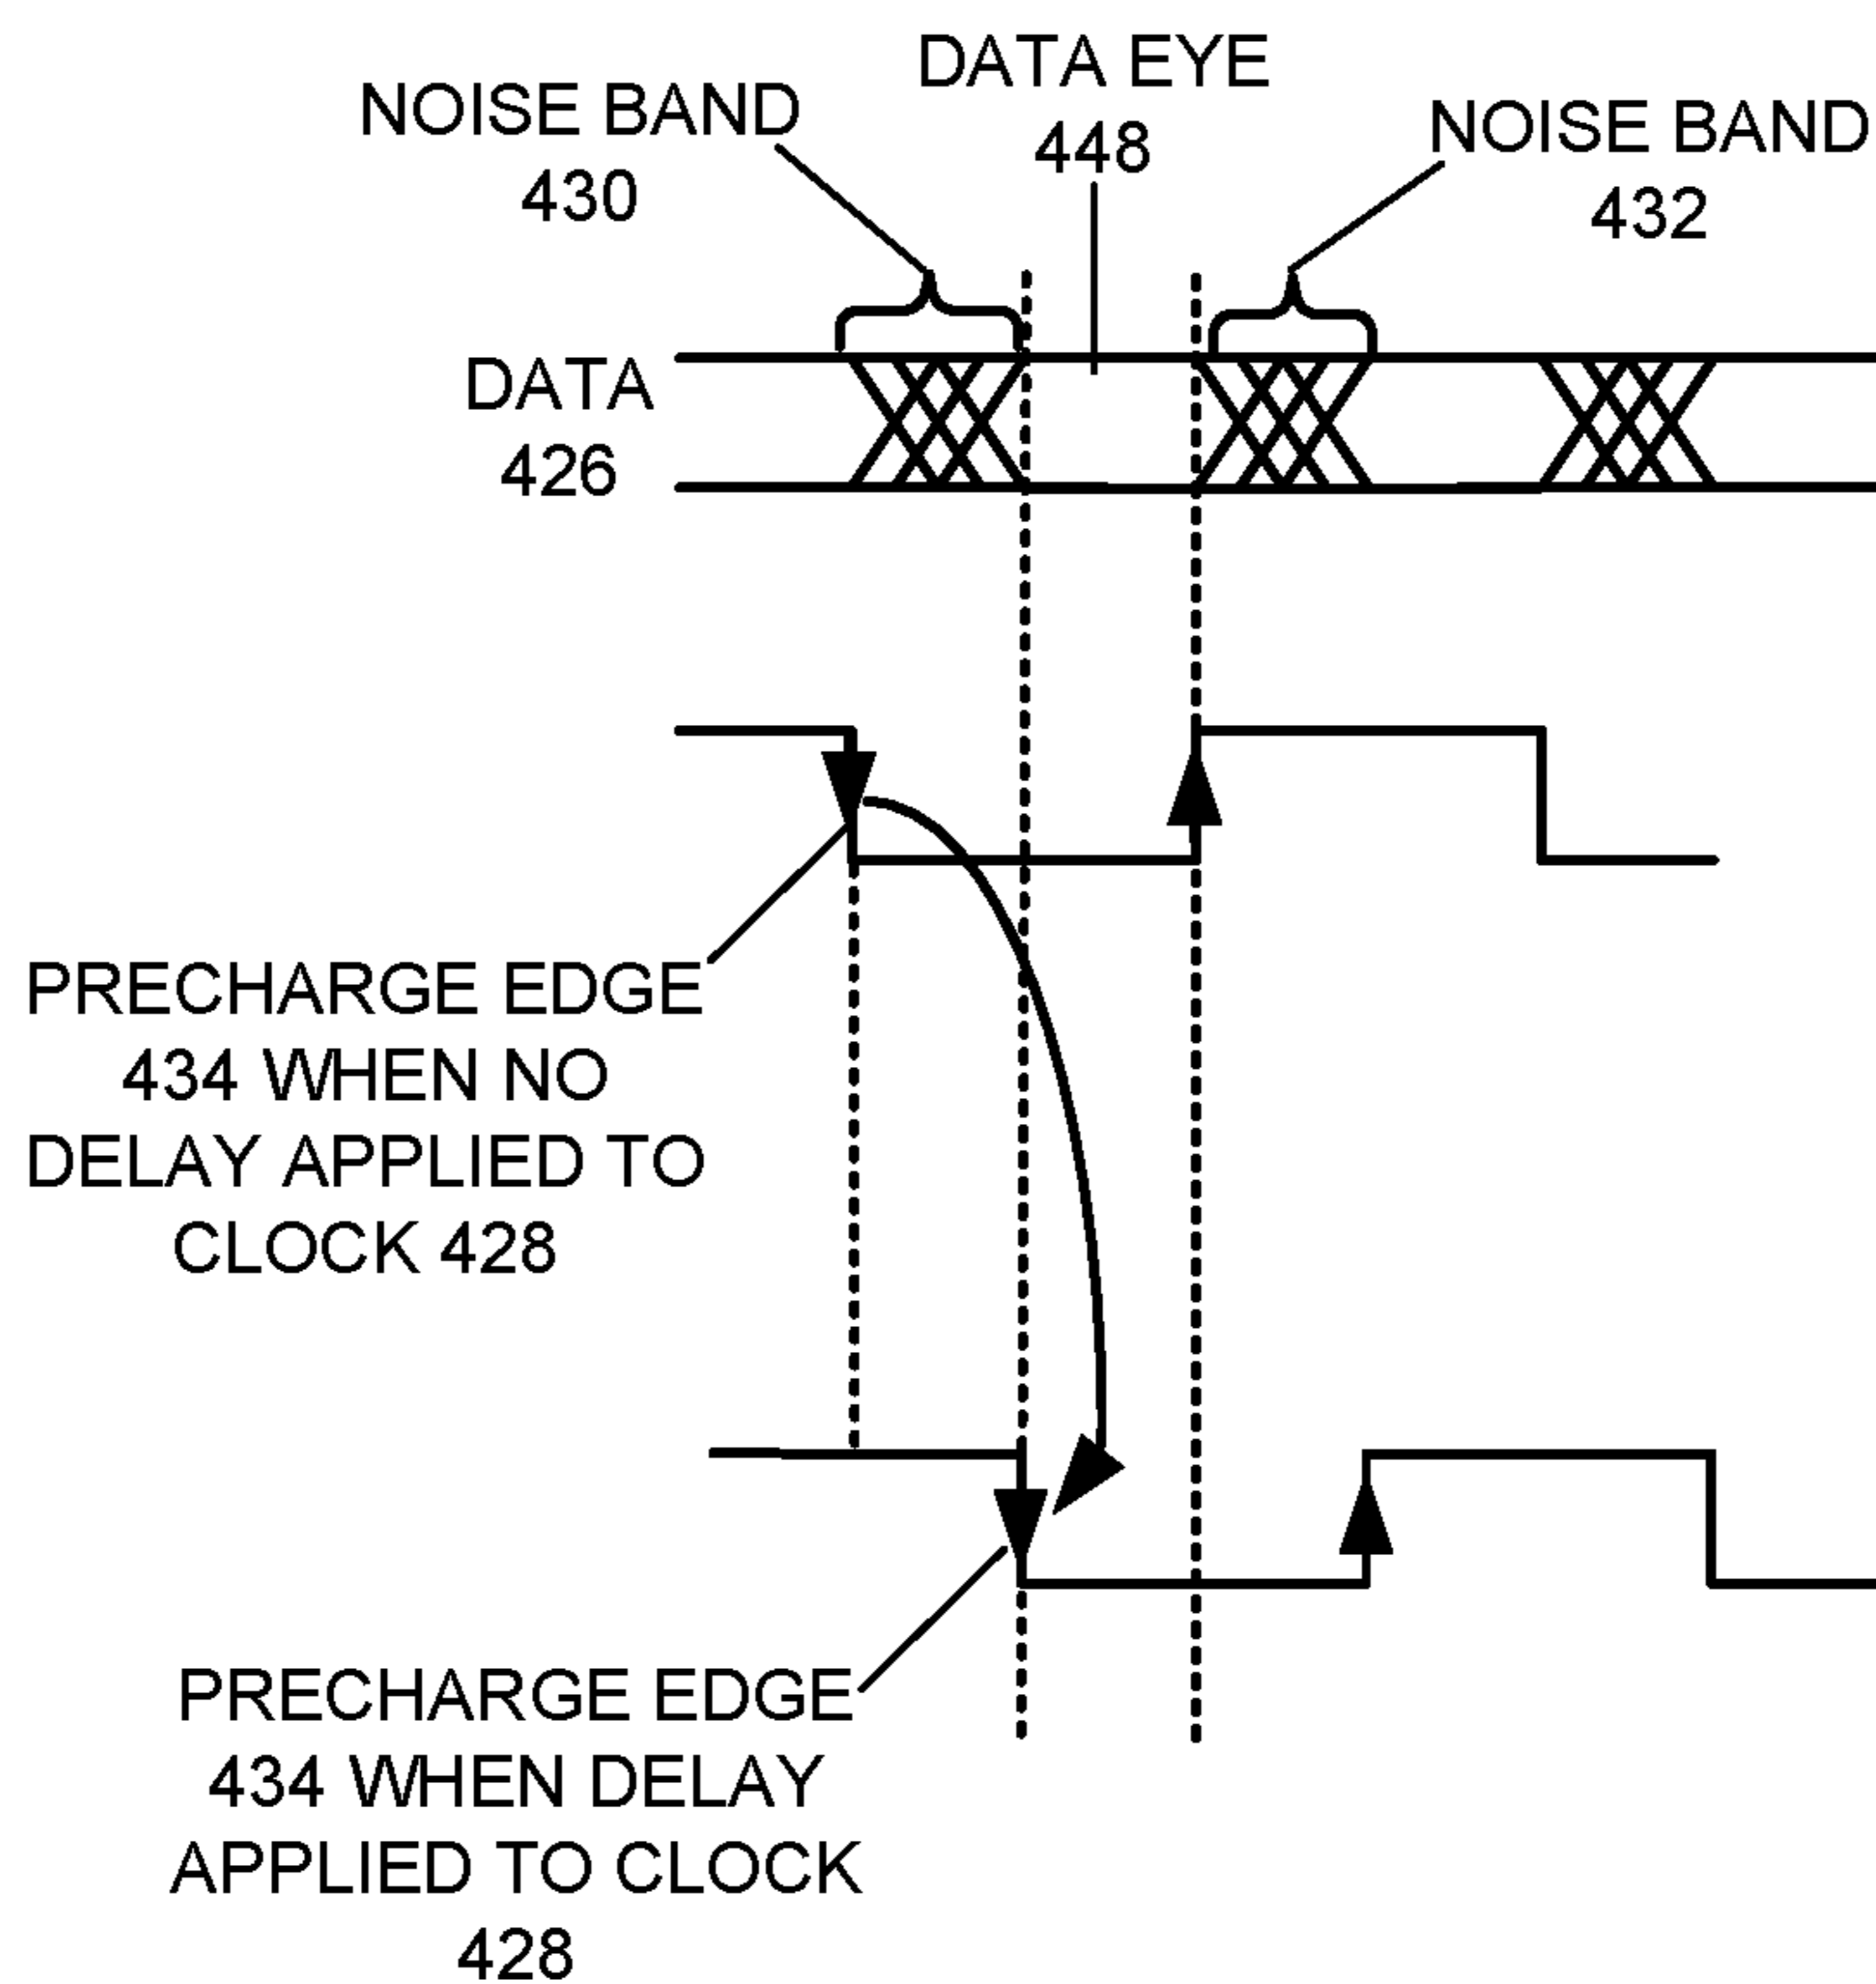 DATA EYE
448
NOISE BAND
430
NOISE BAND
432
DATA
426
PRECHARGE EDGE
434 WHEN NO
DELAY APPLIED TO
CLOCK 428
PRECHARGE EDGE
434 WHEN DELAY
APPLIED TO CLOCK
428